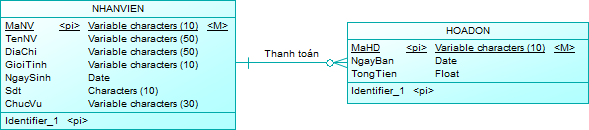 NHANVIEN
MaNV <pi> Variable characters (10) <M>
TenNV Variable characters (50)
DiaChi Variable characters (50)
GioiTinh Variable characters (10)
NgaySinh Date
Sdt Characters (10)
ChucVu Variable characters (30)
Identifier_1 <pi>
Thanh toán
HOADON
MaHD <pi> Variable characters (10) <M>
NgayBan Date
TongTien Float
Identifier_1 <pi>